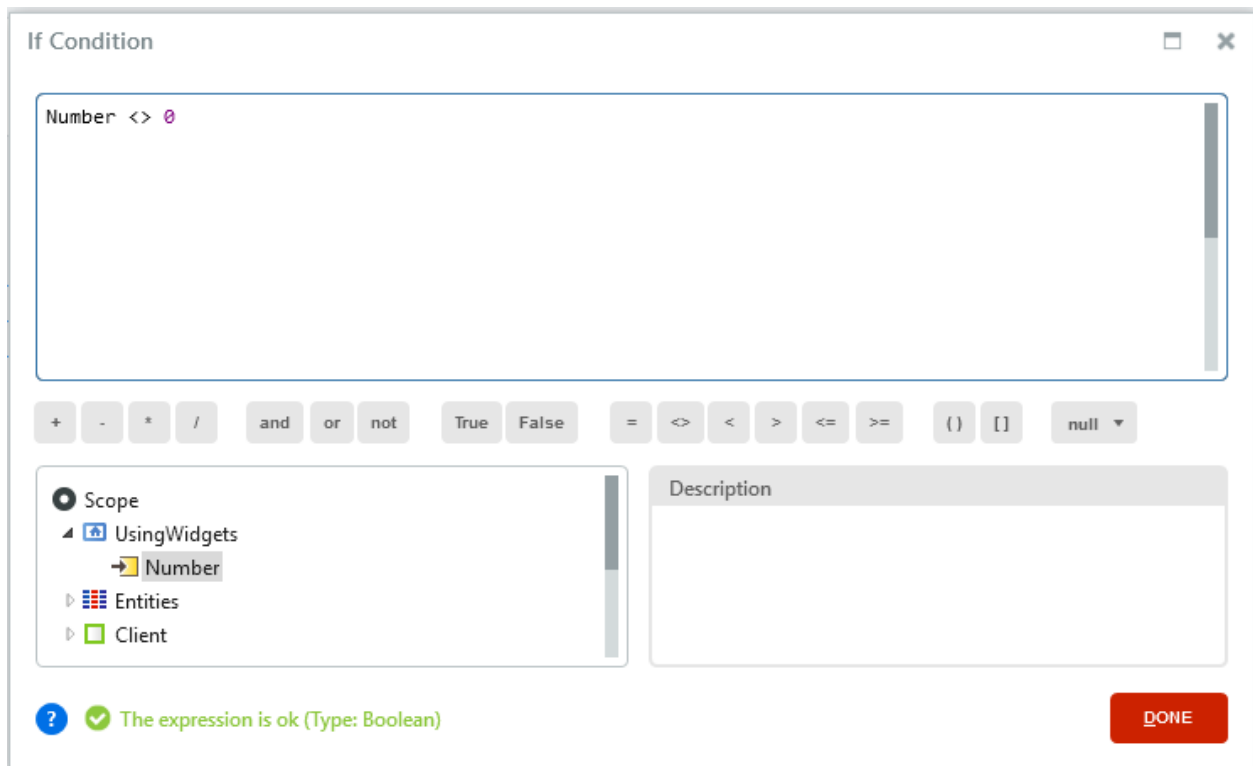 If Condition
Number <> 0
+ - * / and or not True False = <> < > <= >= () [] null
Scope
UsingWidgets
Number
Entities
Client
Description
? The expression is ok (Type: Boolean)
DONE